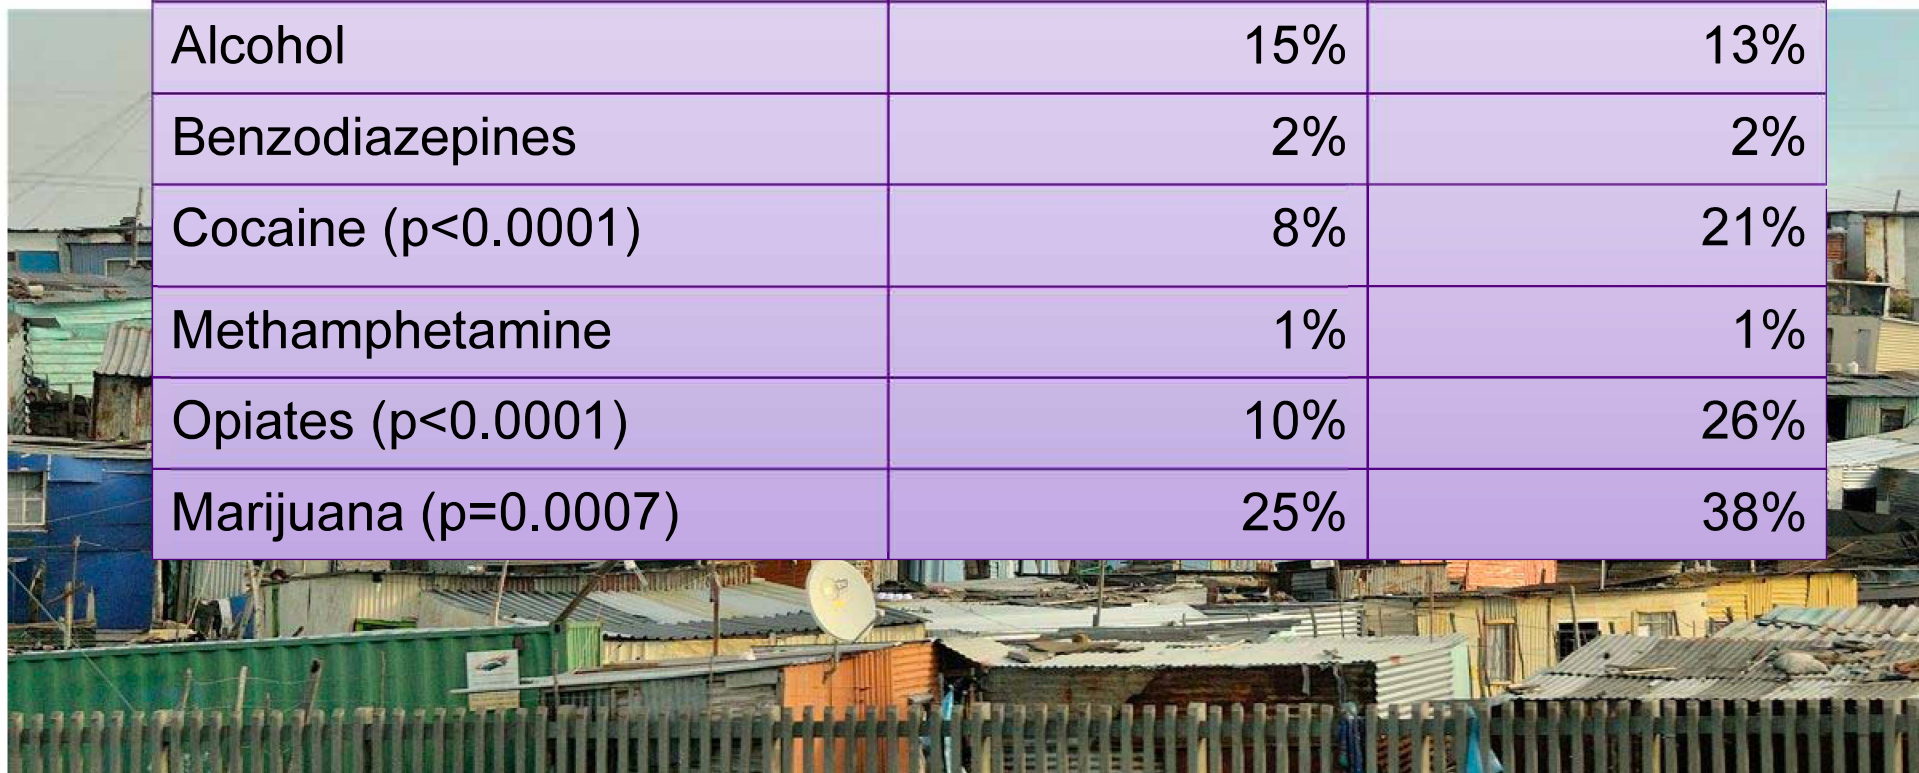 Alcohol 15% 13%
Benzodiazepines 2% 2%
Cocaine (p<0.0001) 8% 21%
Methamphetamine 1% 1%
Opiates (p<0.0001) 10% 26%
Marijuana (p=0.0007) 25% 38%